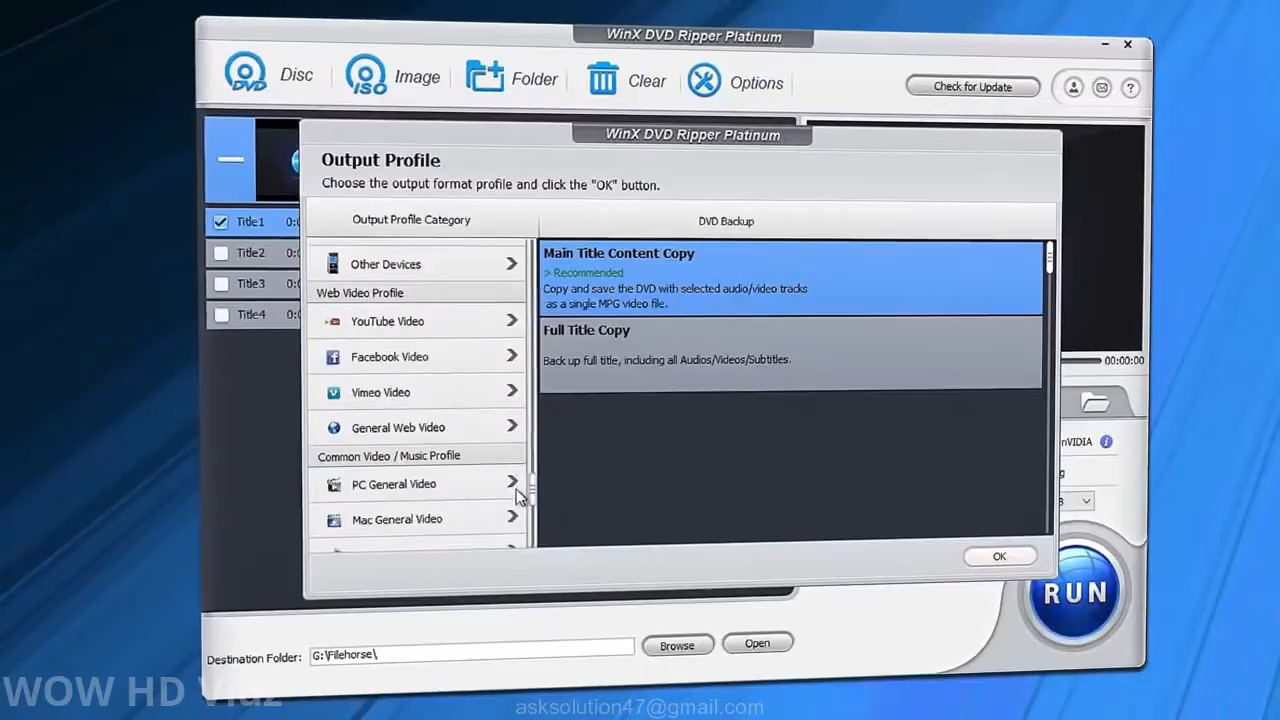 WinX DVD Ripper Platinum
Disc
Image
Folder
Clear
Options
Check for Update
WinX DVD Ripper Platinum
Output Profile
Choose the output format profile and click the "OK" button.
Output Profile Category
DVD Backup
Title1 0:
Title2 0:
Title3 0:
Title4 0:
Other Devices
Web Video Profile
YouTube Video
Facebook Video
Vimeo Video
General Web Video
Common Video / Music Profile
PC General Video
Mac General Video
Main Title Content Copy
> Recommended
Copy and save the DVD with selected audio/video tracks
as a single MPG video file.
Full Title Copy
Back up full title, including all Audios/Videos/Subtitles.
00:00:00
nVIDIA
OK
RUN
Destination Folder: G:\Filehorse\
Browse
Open
WOW HD Vidz
asksolution47@gmail.com